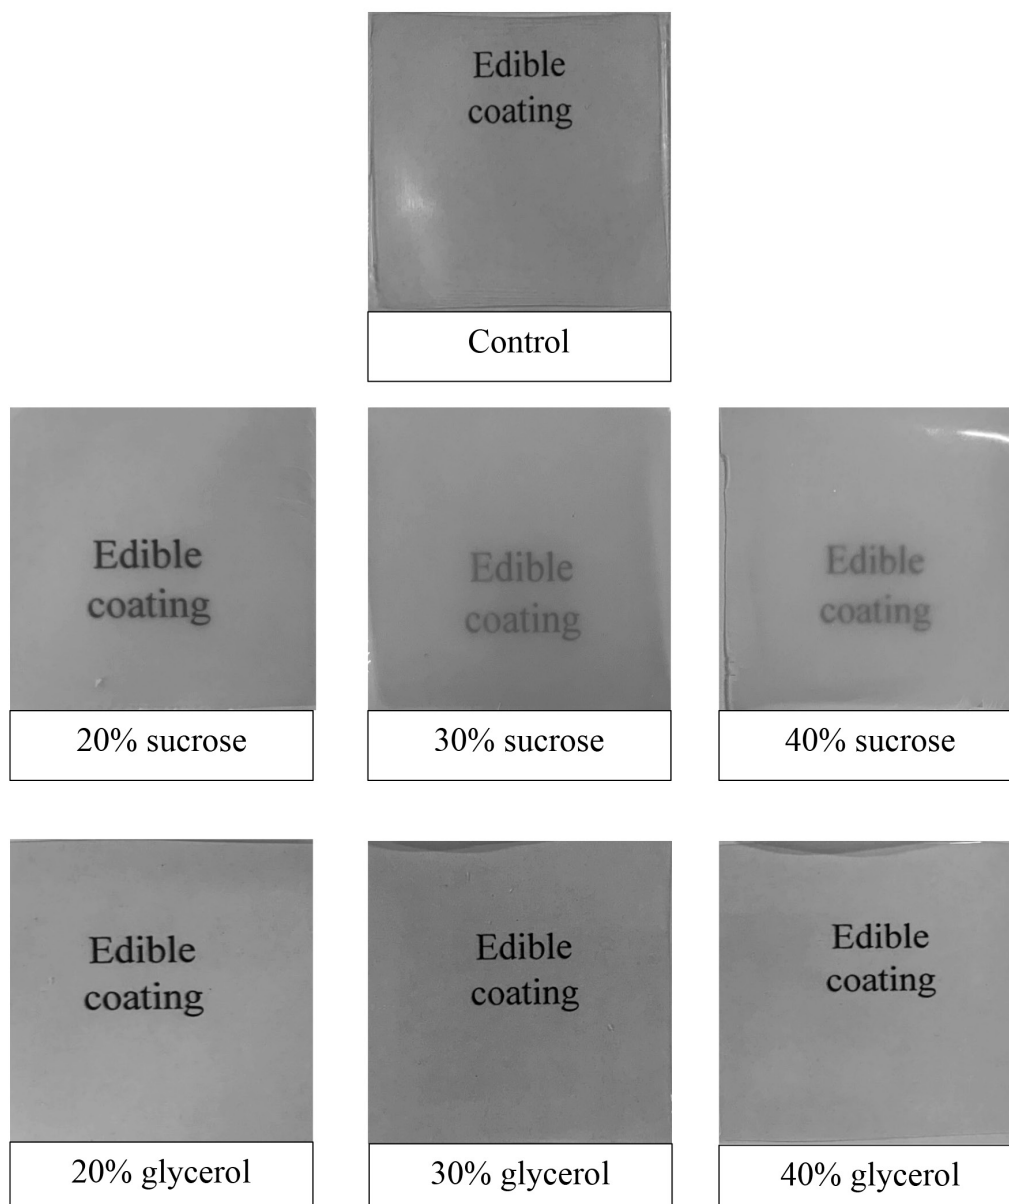 Edible
coating
Control
Edible
coating
Edible
coating
Edible
coating
20% sucrose
30% sucrose
40% sucrose
Edible
coating
Edible
coating
Edible
coating
20% glycerol
30% glycerol
40% glycerol